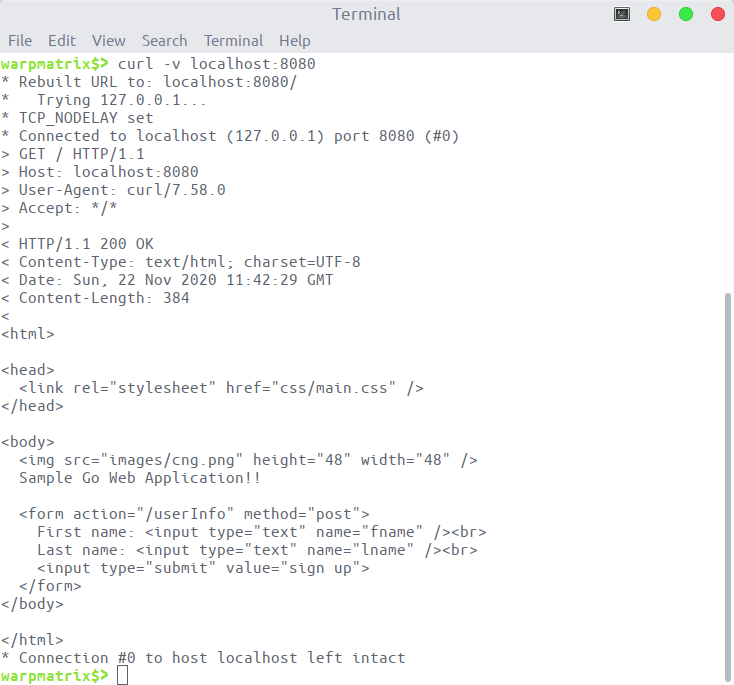 Terminal
File Edit View Search Terminal Help
warpmatrix$> curl -v localhost:8080
* Rebuilt URL to: localhost:8080/
*   Trying 127.0.0.1...
* TCP_NODELAY set
* Connected to localhost (127.0.0.1) port 8080 (#0)
> GET / HTTP/1.1
> Host: localhost:8080
> User-Agent: curl/7.58.0
> Accept: */*
>
< HTTP/1.1 200 OK
< Content-Type: text/html; charset=UTF-8
< Date: Sun, 22 Nov 2020 11:42:29 GMT
< Content-Length: 384
<
<html>

<head>
  <link rel="stylesheet" href="css/main.css" />
</head>

<body>
  <img src="images/cng.png" height="48" width="48" />
  Sample Go Web Application!!

  <form action="/userInfo" method="post">
    First name: <input type="text" name="fname" /><br>
    Last name: <input type="text" name="lname" /><br>
    <input type="submit" value="sign up">
  </form>
</body>

</html>
* Connection #0 to host localhost left intact
warpmatrix$>